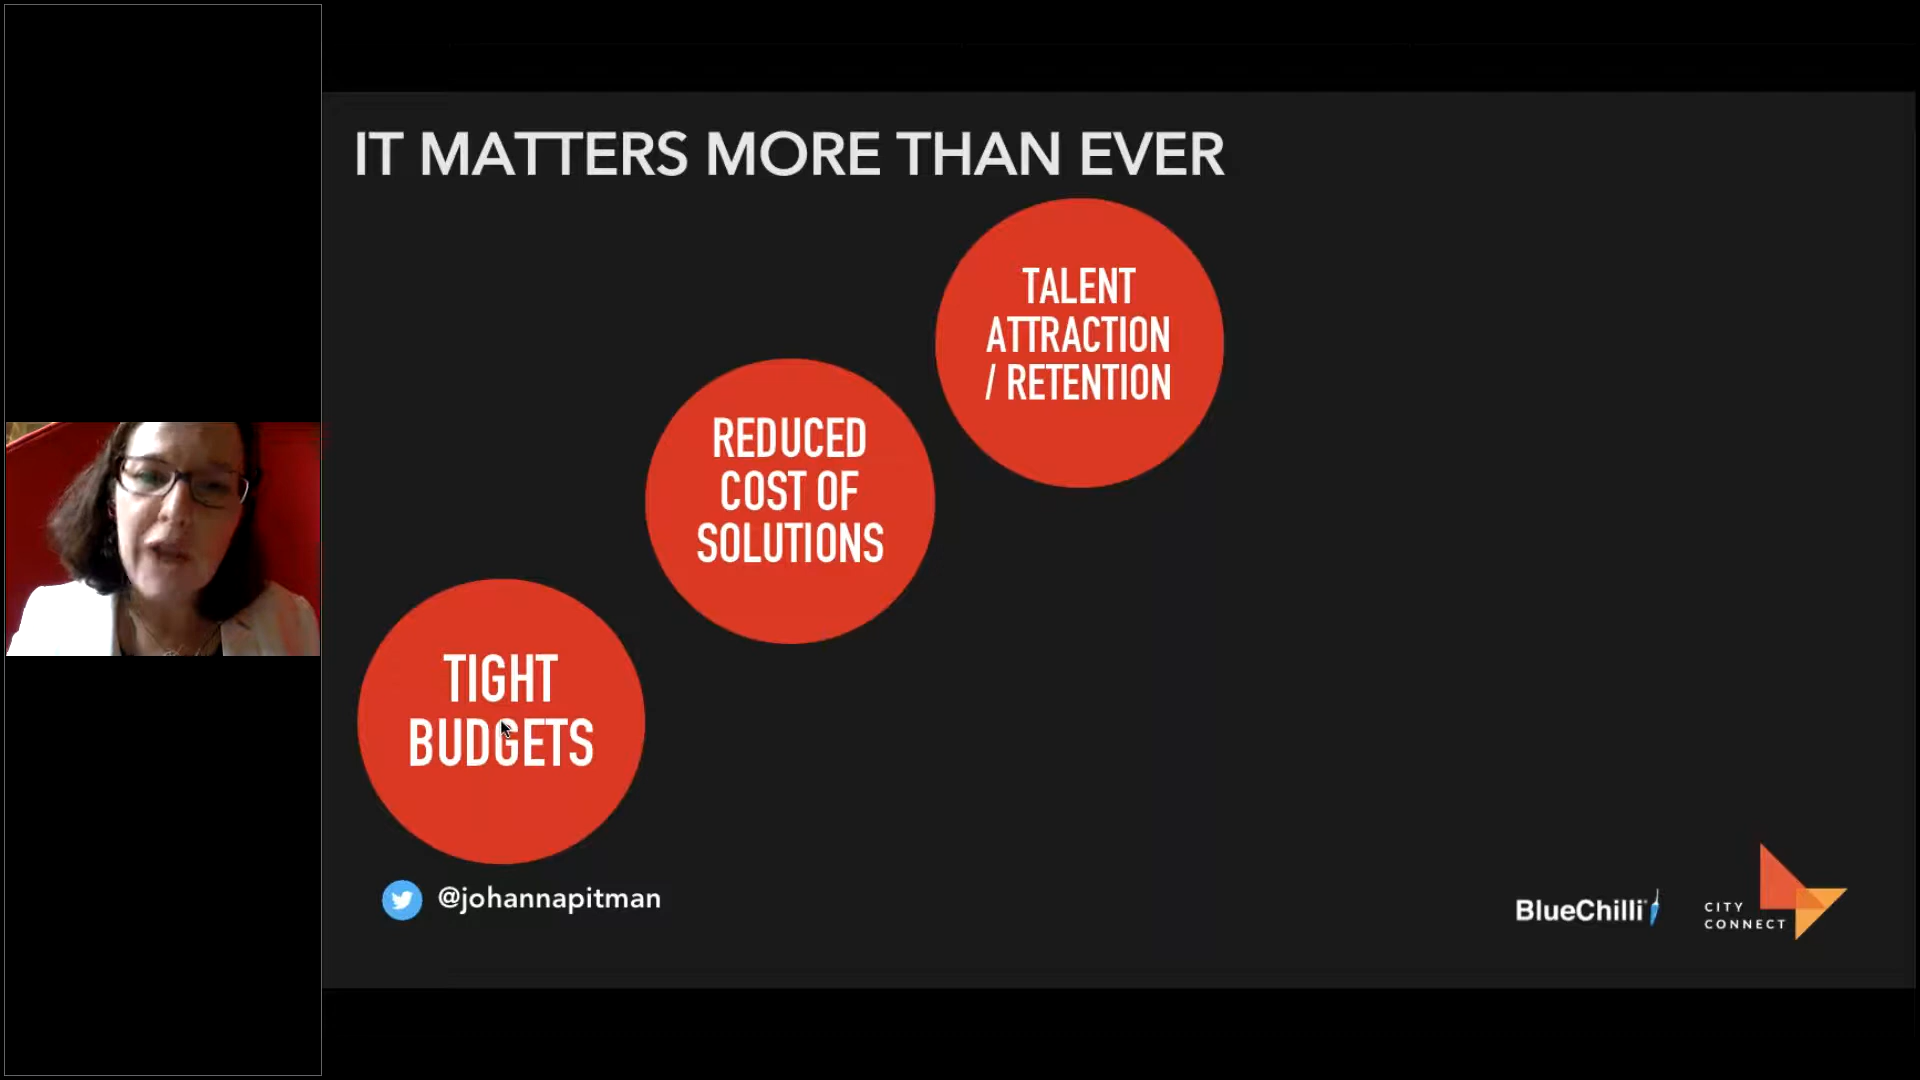 IT MATTERS MORE THAN EVER
TALENT
ATTRACTION
/ RETENTION
REDUCED
COST OF
SOLUTIONS
TIGHT
BUDGETS
@johannapitman
BlueChilli
CITY
CONNECT